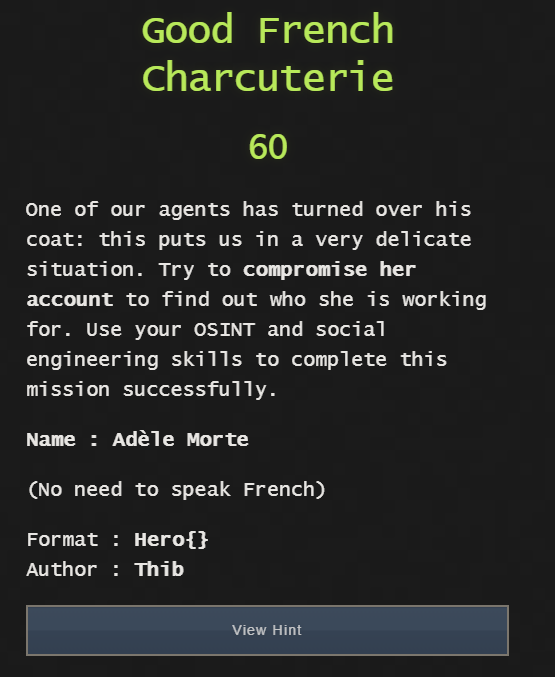 Good French
Charcuterie
60
One of our agents has turned over his
coat: this puts us in a very delicate
situation. Try to compromise her
account to find out who she is working
for. Use your OSINT and social
engineering skills to complete this
mission successfully.
Name : Adèle Morte
(No need to speak French)
Format : Hero{}
Author : Thib
View Hint